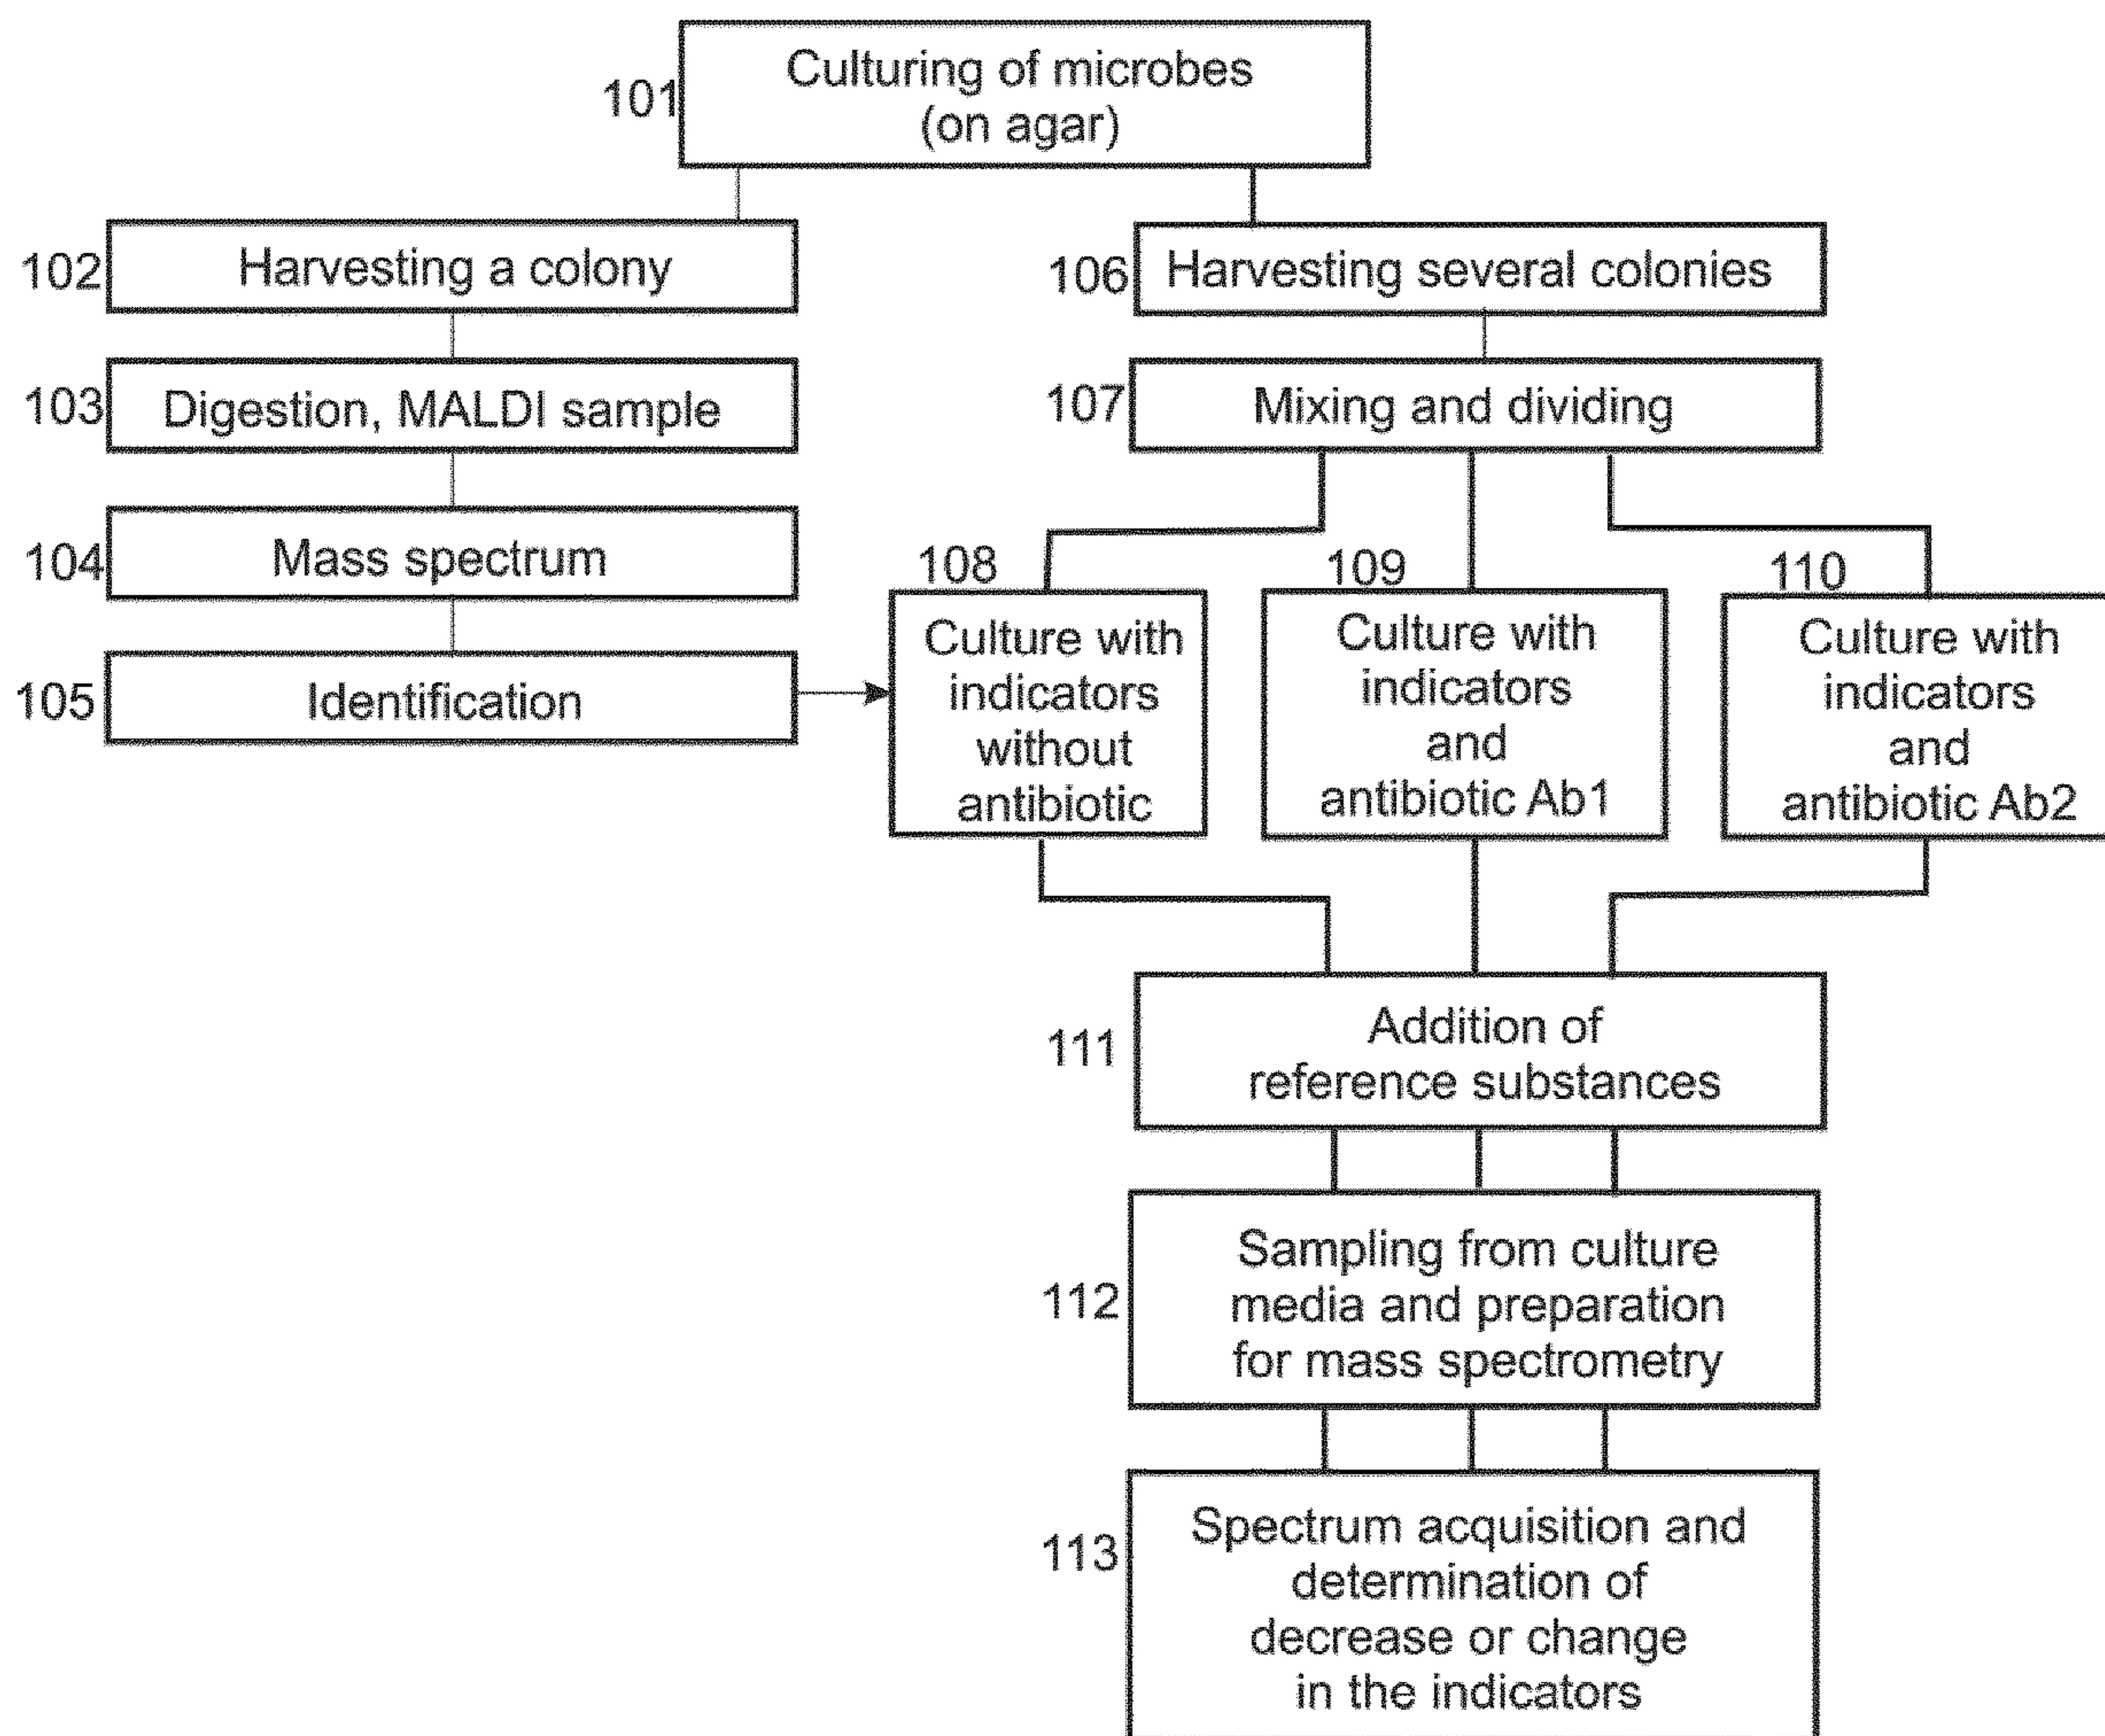 101
Culturing of microbes
(on agar)
102
Harvesting a colony
106
Harvesting several colonies
103
Digestion, MALDI sample
107
Mixing and dividing
104
Mass spectrum
105
Identification
108
Culture with
indicators
without
antibiotic
109
Culture with
indicators
and
antibiotic Ab1
110
Culture with
indicators
and
antibiotic Ab2
111
Addition of
reference substances
112
Sampling from culture
media and preparation
for mass spectrometry
113
Spectrum acquisition and
determination of
decrease or change
in the indicators